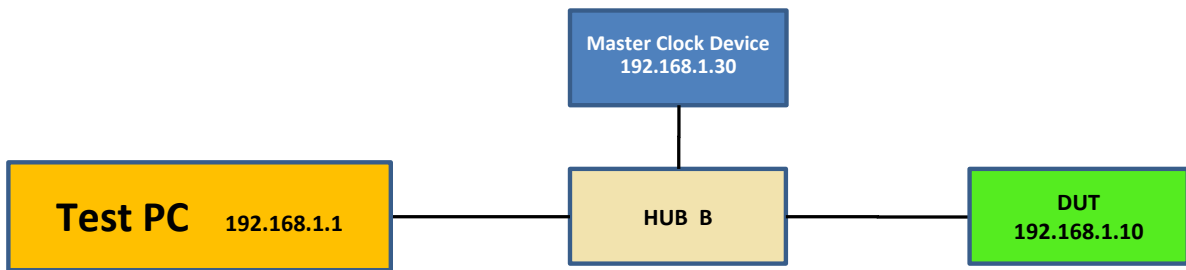 Master Clock Device
192.168.1.30
Test PC 192.168.1.1
HUB B
DUT
192.168.1.10